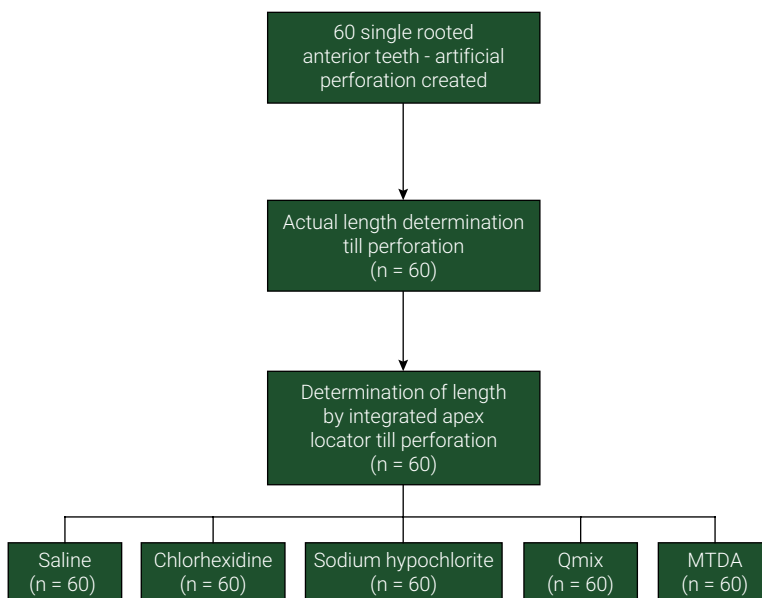 60 single rooted
anterior teeth - artificial
perforation created
Actual length determination
till perforation
(n = 60)
Determination of length
by integrated apex
locator till perforation
(n = 60)
Saline
(n = 60)
Chlorhexidine
(n = 60)
Sodium hypochlorite
(n = 60)
Qmix
(n = 60)
MTDA
(n = 60)